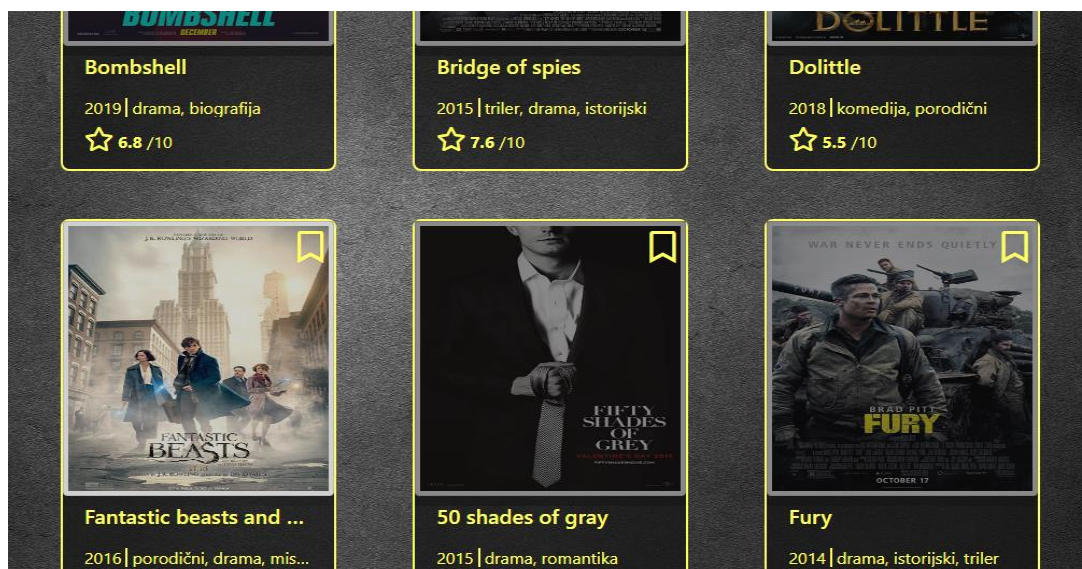 BOMBSHELL
DECEMBER
DOLITTLE
Bombshell
Bridge of spies
Dolittle
2019|drama, biografija
2015|triler, drama, istorijski
2018|komedija, porodični
6.8 /10
7.6 /10
5.5 /10
J.K. ROWLING'S WIZARDING WORLD
WAR NEVER ENDS QUIETLY
FANTASTIC
BEASTS
FIFTY
SHADES
OF
GREY
VALENTINE'S DAY 2015
BRAD PITT
FURY
OCTOBER 17
Fantastic beasts and ...
50 shades of gray
Fury
2016|porodični, drama, mis...
2015|drama, romantika
2014|drama, istorijski, triler